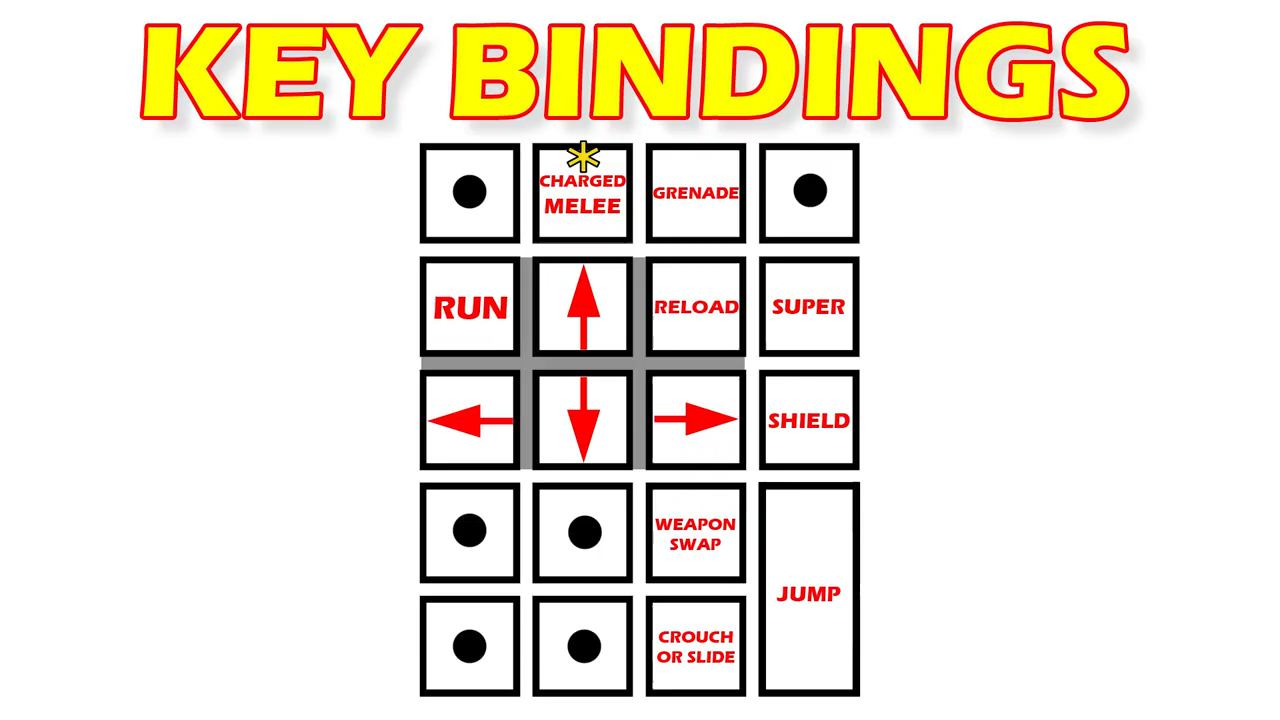 KEY BINDINGS
*
CHARGED
MELEE
GRENADE
RUN
RELOAD
SUPER
SHIELD
WEAPON
SWAP
JUMP
CROUCH
OR SLIDE